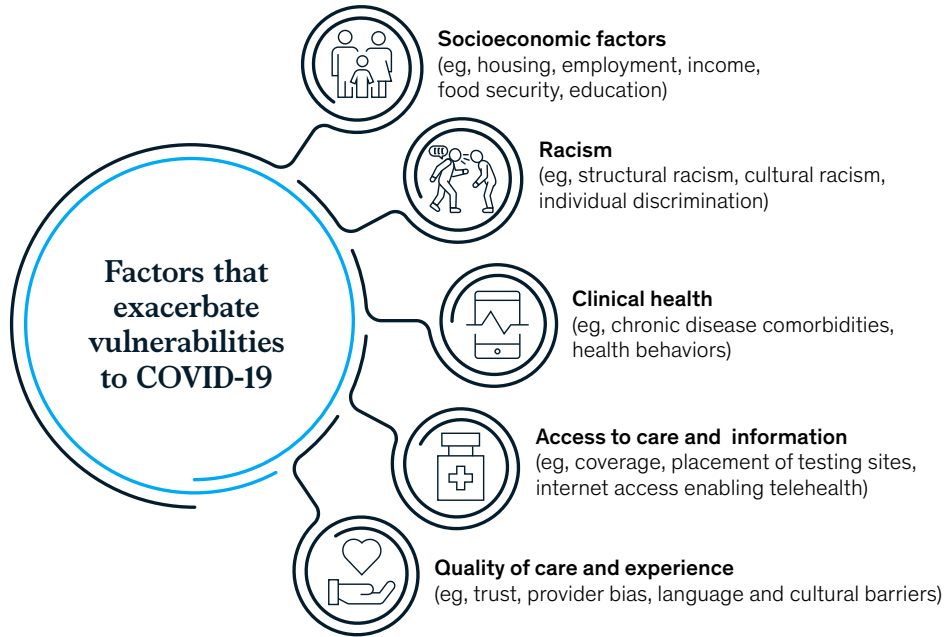 Socioeconomic factors
(eg, housing, employment, income,
food security, education)
Racism
(eg, structural racism, cultural racism,
individual discrimination)
Factors that
exacerbate
vulnerabilities
to COVID-19
Clinical health
(eg, chronic disease comorbidities,
health behaviors)
Access to care and information
(eg, coverage, placement of testing sites,
internet access enabling telehealth)
Quality of care and experience
(eg, trust, provider bias, language and cultural barriers)